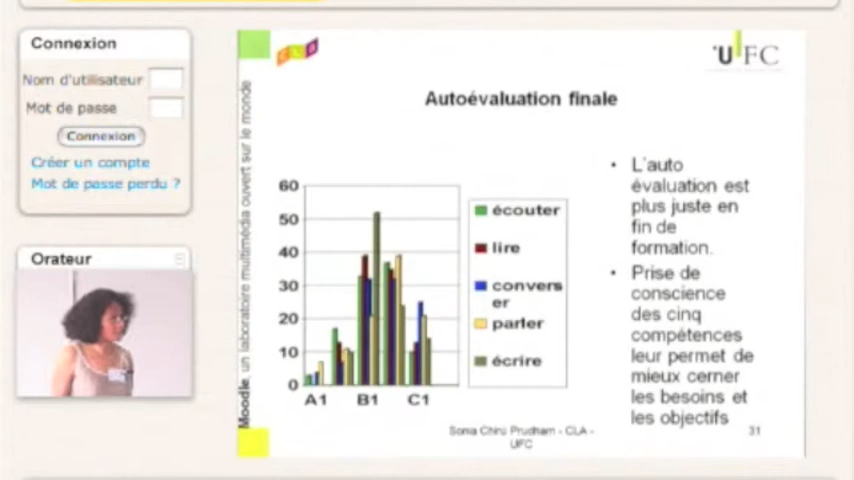 Connexion
Nom d'utilisateur
Mot de passe
Connexion
Créer un compte
Mot de passe perdu ?
Orateur
Moodle, un laboratoire multimédia ouvert sur le monde
CLA
UFC
Autoévaluation finale
60
50
40
30
20
10
0
A1
B1
C1
écouter
lire
convers
er
parler
écrire
• L'auto
évaluation est
plus juste en
fin de
formation.
• Prise de
conscience
des cinq
compétences
leur permet de
mieux cerner
les besoins et
les objectifs
Sonia Chiru Prudham - CLA -
UFC
31